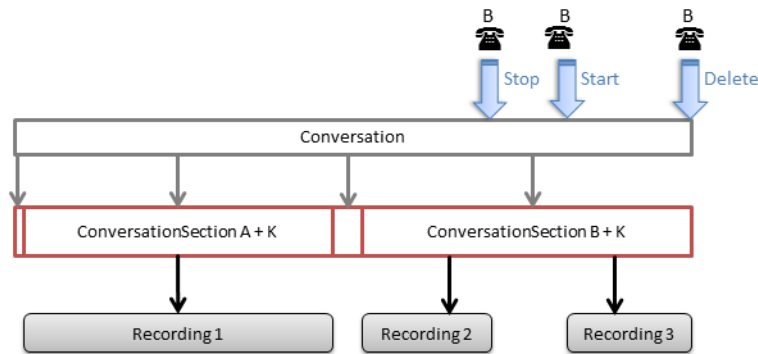 B B B
Stop Start Delete
Conversation
ConversationSection A + K ConversationSection B + K
Recording 1 Recording 2 Recording 3